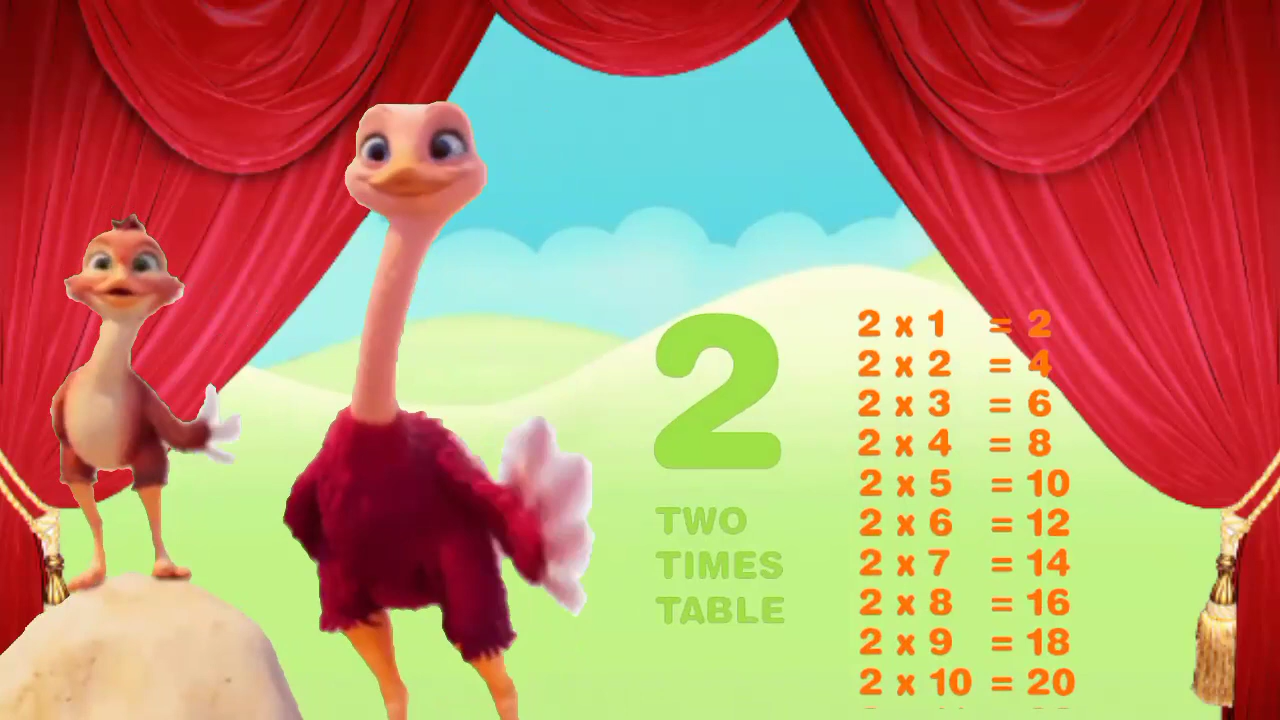 2
TWO
TIMES
TABLE
2 x 1 = 2
2 x 2 = 4
2 x 3 = 6
2 x 4 = 8
2 x 5 = 10
2 x 6 = 12
2 x 7 = 14
2 x 8 = 16
2 x 9 = 18
2 x 10 = 20